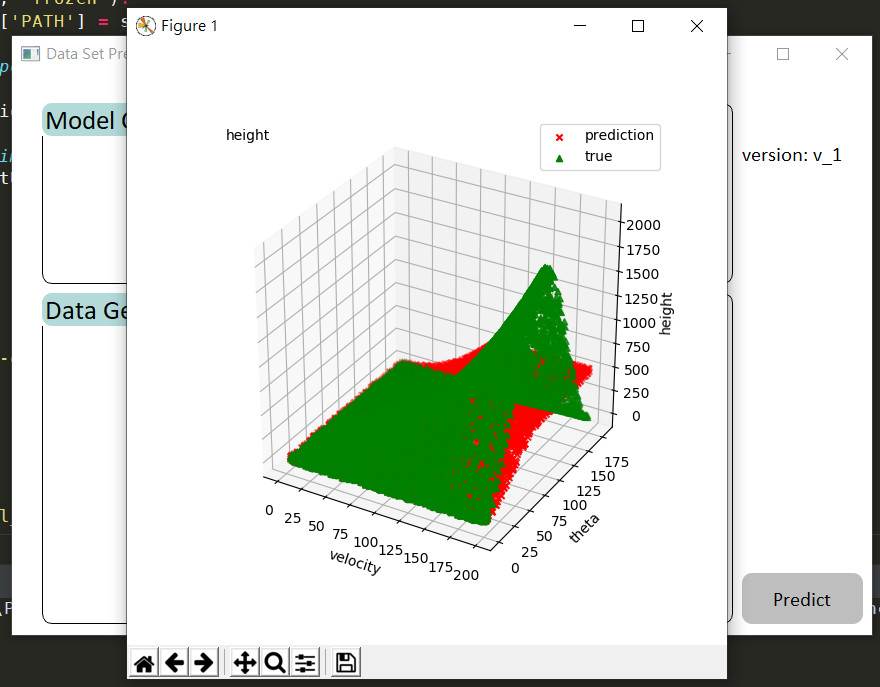 ['PATH'] =
Figure 1
Data Set Pre
Model
height
prediction
true
version: v_1
2000
1750
1500
1250
1000
750
500
250
0
height
Data Ge
175
150
125
100
75
50
25
0
theta
0
25
50
75
100
125
150
175
200
velocity
Predict